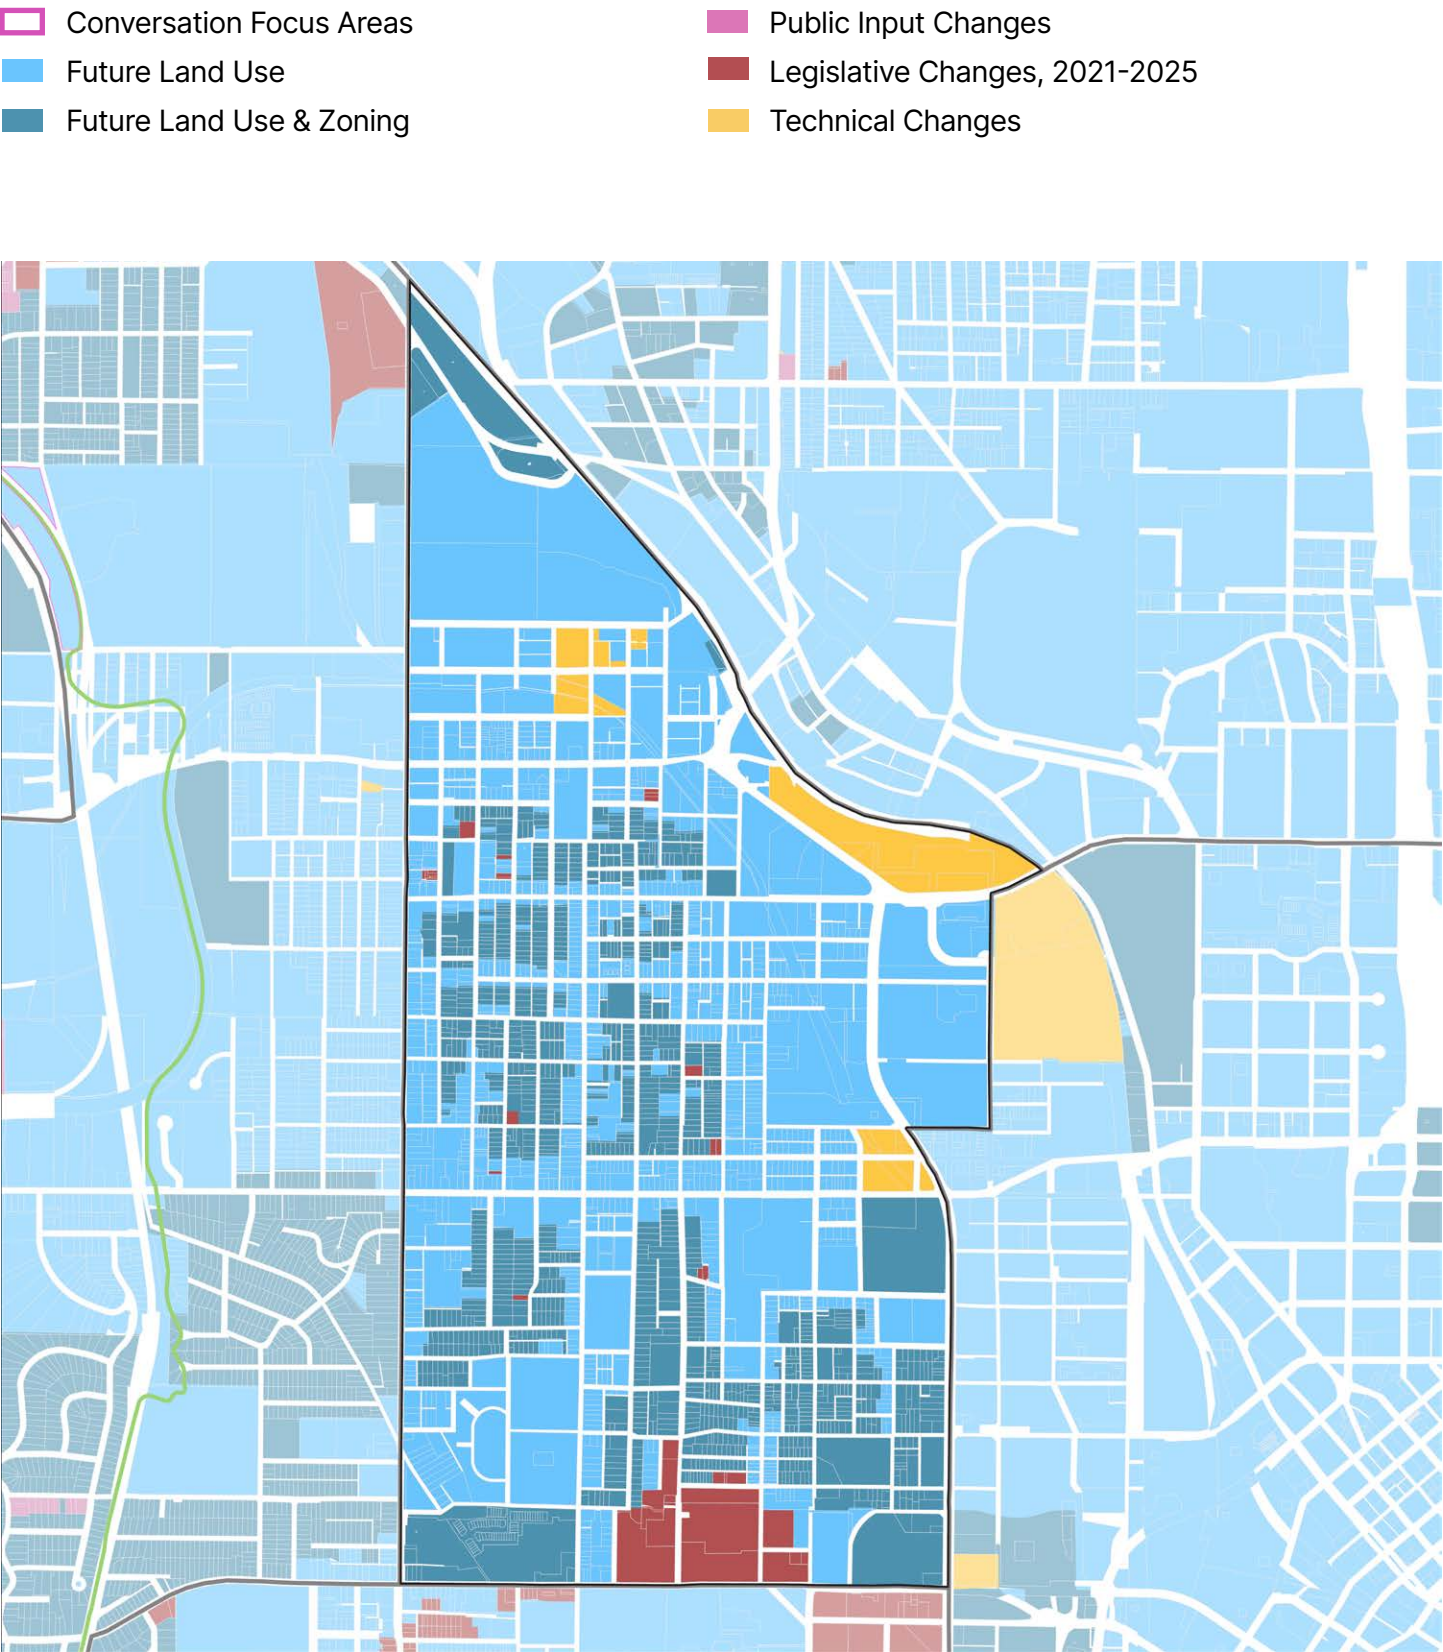 Conversation Focus Areas
Future Land Use
Future Land Use & Zoning
Public Input Changes
Legislative Changes, 2021-2025
Technical Changes